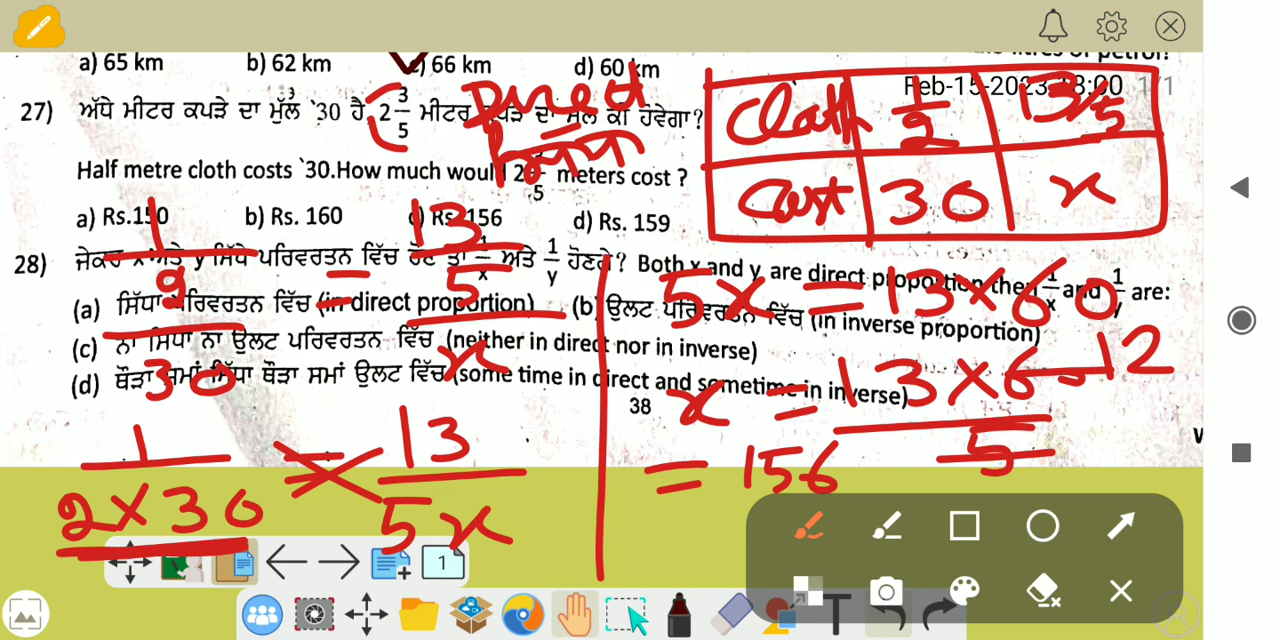 a) 65 km b) 62 km c) 66 km d) 60 km
Feb-15-2023
27) ਅੱਧੇ ਮੀਟਰ ਕਪੜੇ ਦਾ ਮੁੱਲ `30 ਹੈ, 2 3/5 ਮੀਟਰ ਕਪੜੇ ਦਾ ਮੁੱਲ ਕੀ ਹੋਵੇਗਾ?
Half metre cloth costs `30.How much would 2 3/5 meters cost ?
a) Rs.150 b) Rs. 160 c) Rs. 156 d) Rs. 159
28) ਜੇਕਰ x ਅਤੇ y ਸਿੱਧੇ ਪਰਿਵਰਤਨ ਵਿੱਚ ਹੋਣ ਤਾਂ 1/x ਅਤੇ 1/y ਹੋਣਗੇ? Both x and y are direct proportion then 1/x and 1/y are:
(a) ਸਿੱਧਾ ਪਰਿਵਰਤਨ ਵਿੱਚ (in direct proportion) (b) ਉਲਟ ਪਰਿਵਰਤਨ ਵਿੱਚ (in inverse proportion)
(c) ਨਾ ਸਿੱਧਾ ਨਾ ਉਲਟ ਪਰਿਵਰਤਨ ਵਿੱਚ (neither in direct nor in inverse)
(d) ਥੌੜਾ ਸਮਾਂ ਸਿੱਧਾ ਥੌੜਾ ਸਮਾਂ ਉਲਟ ਵਿੱਚ (some time in direct and sometime in inverse)
38
Cloth 1/2 13/5
Cost 30 x
1/2 = 13/5
30 x
1 = 13
2 × 30 5x
5x = 13 × 60
x = 13 × 60 12
5
= 156
1